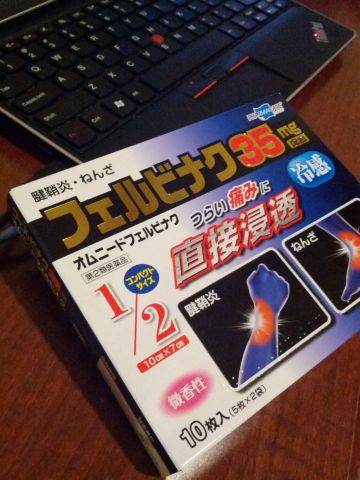 腱鞘炎・ねんざ
フェルビナク35mg
オムニードフェルビナク
第2類医薬品
冷感
つらい痛みに
直接浸透
1/2
コンパクト
サイズ
10cm×7cm
腱鞘炎
ねんざ
微香性
10枚入(5枚×2袋)
ThinkPad